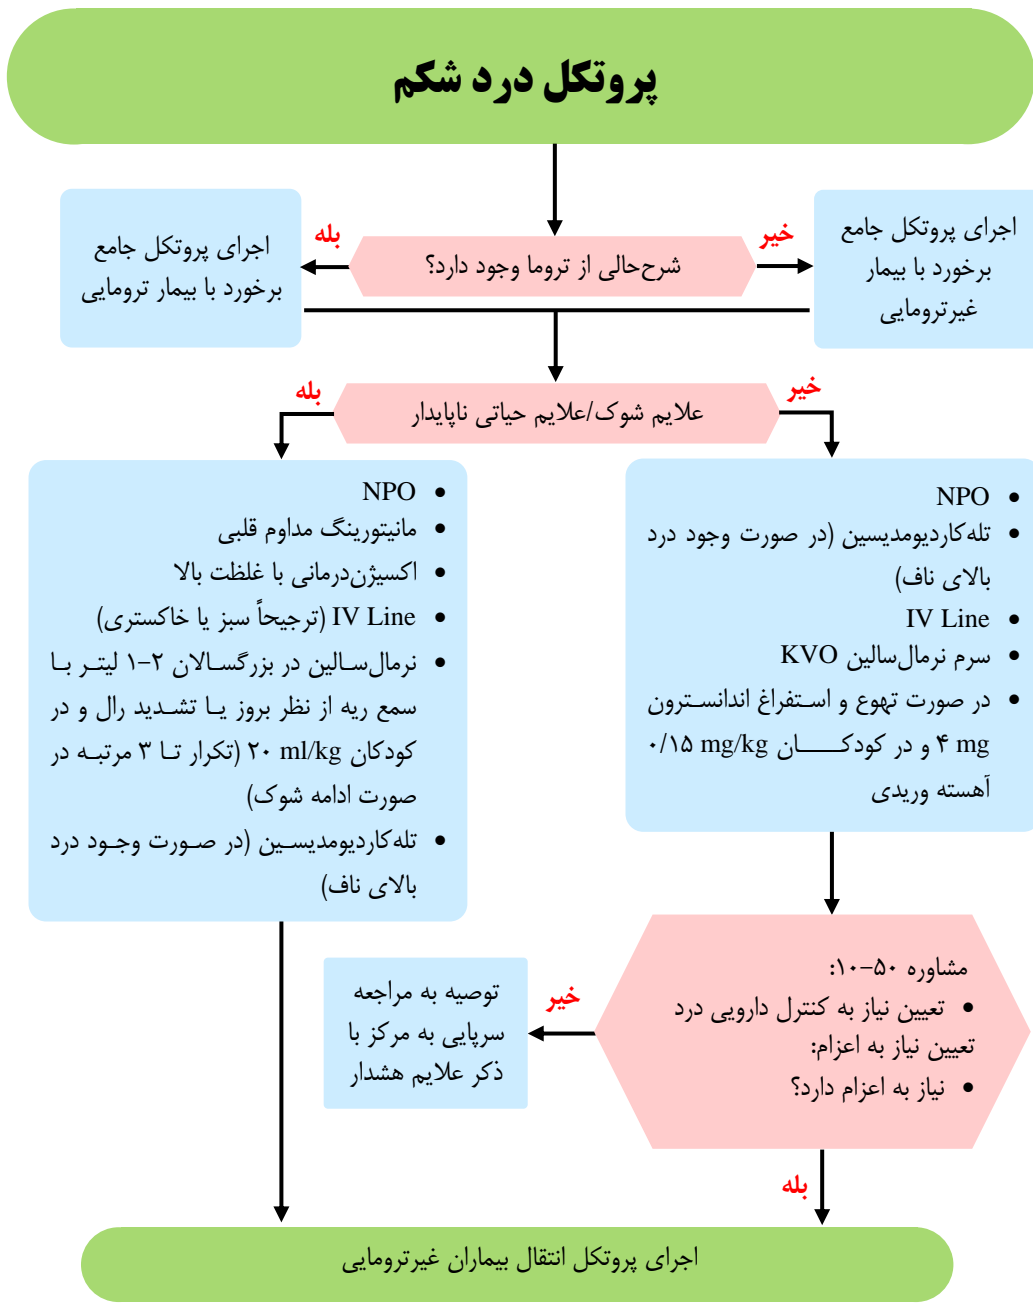 پروتکل درد شکم
خیر
بله
اجرای پروتکل جامع
برخورد با بیمار
غیرترومایی
شرح‌حالی از تروما وجود دارد؟
اجرای پروتکل جامع
برخورد با بیمار ترومایی
خیر
بله
علایم شوک/علایم حیاتی ناپایدار
• NPO
• تله‌کاردیومدیسین (در صورت وجود درد
بالای ناف)
• IV Line
• سرم نرمال‌سالین KVO
• در صورت تهوع و استفراغ اندانسترون
۴ mg و در کودکان ۰/۱۵ mg/kg
آهسته وریدی
• NPO
• مانیتورینگ مداوم قلبی
• اکسیژن‌درمانی با غلظت بالا
• IV Line (ترجیحاً سبز یا خاکستری)
• نرمال‌سالین در بزرگسالان ۲-۱ لیتر با
سمع ریه از نظر بروز یا تشدید رال و در
کودکان ۲۰ ml/kg (تکرار تا ۳ مرتبه در
صورت ادامه شوک)
• تله‌کاردیومدیسین (در صورت وجود درد
بالای ناف)
مشاوره ۵۰-۱۰:
• تعیین نیاز به کنترل دارویی درد
تعیین نیاز به اعزام:
• نیاز به اعزام دارد؟
خیر
توصیه به مراجعه
سرپایی به مرکز با
ذکر علایم هشدار
بله
اجرای پروتکل انتقال بیماران غیرترومایی